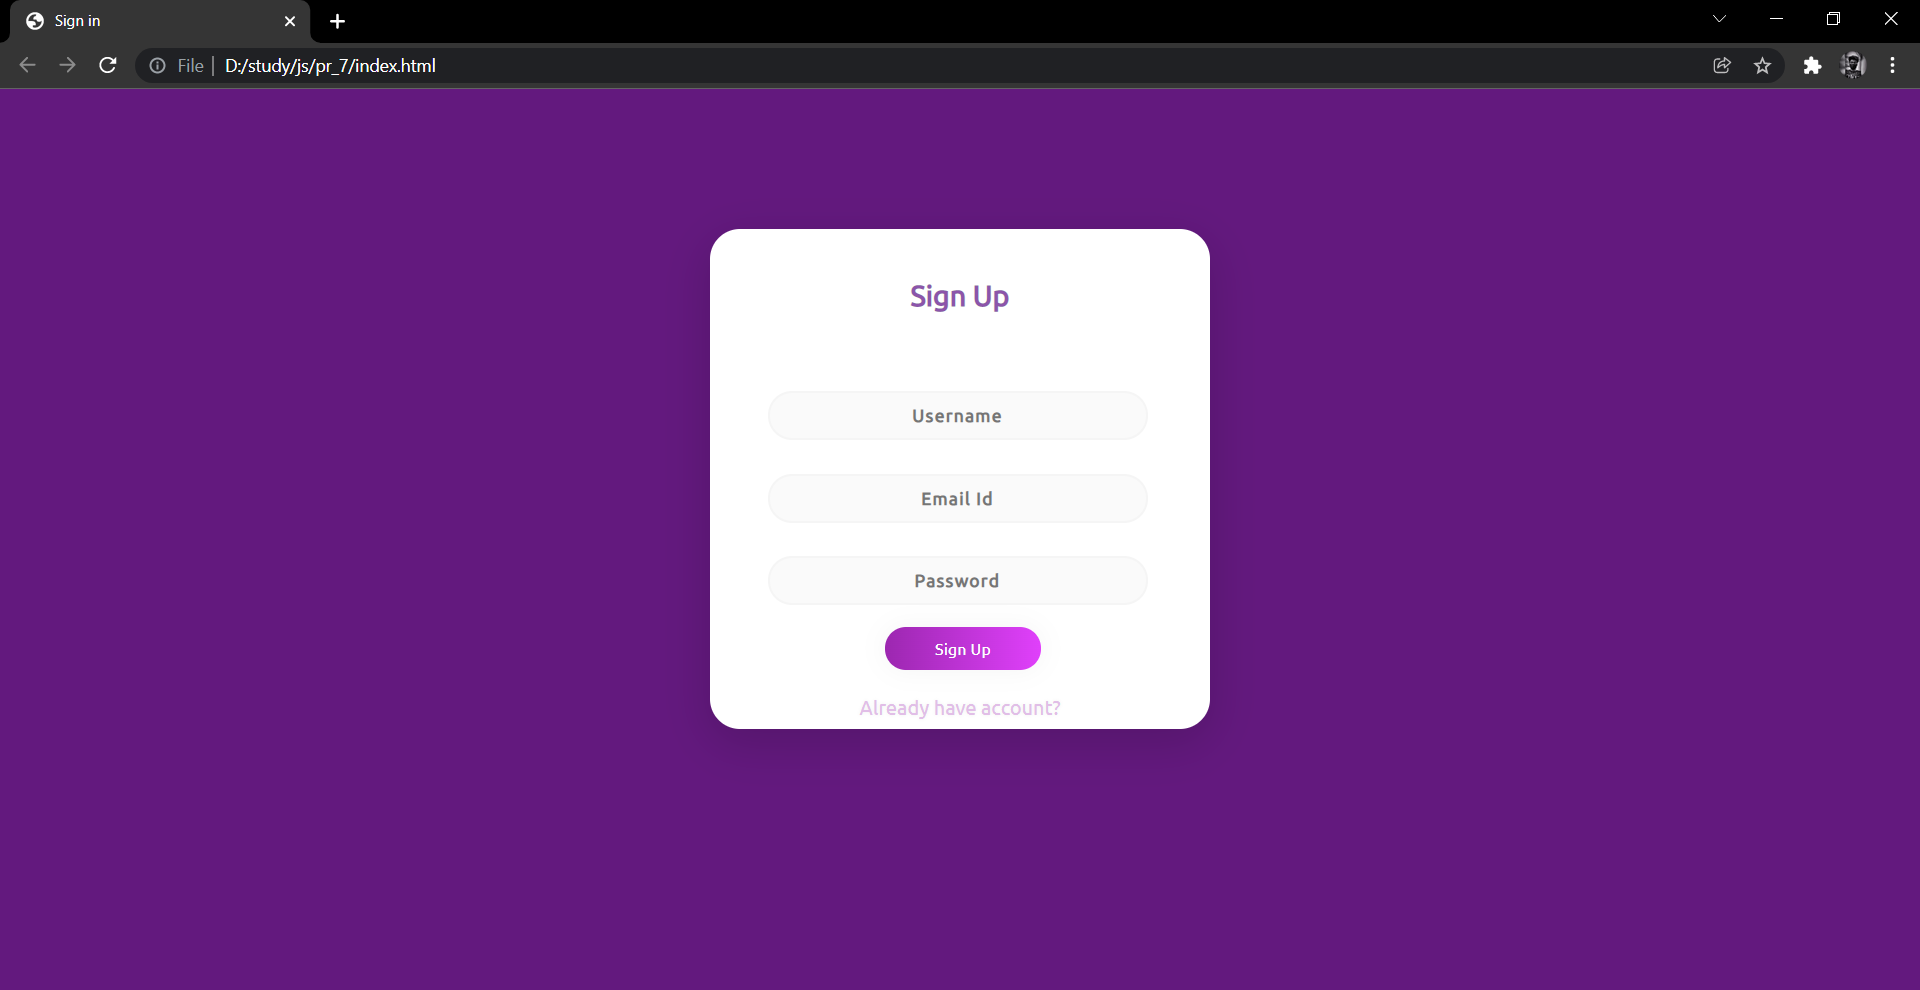 Sign in
File | D:/study/js/pr_7/index.html
Sign Up
Username
Email Id
Password
Sign Up
Already have account?